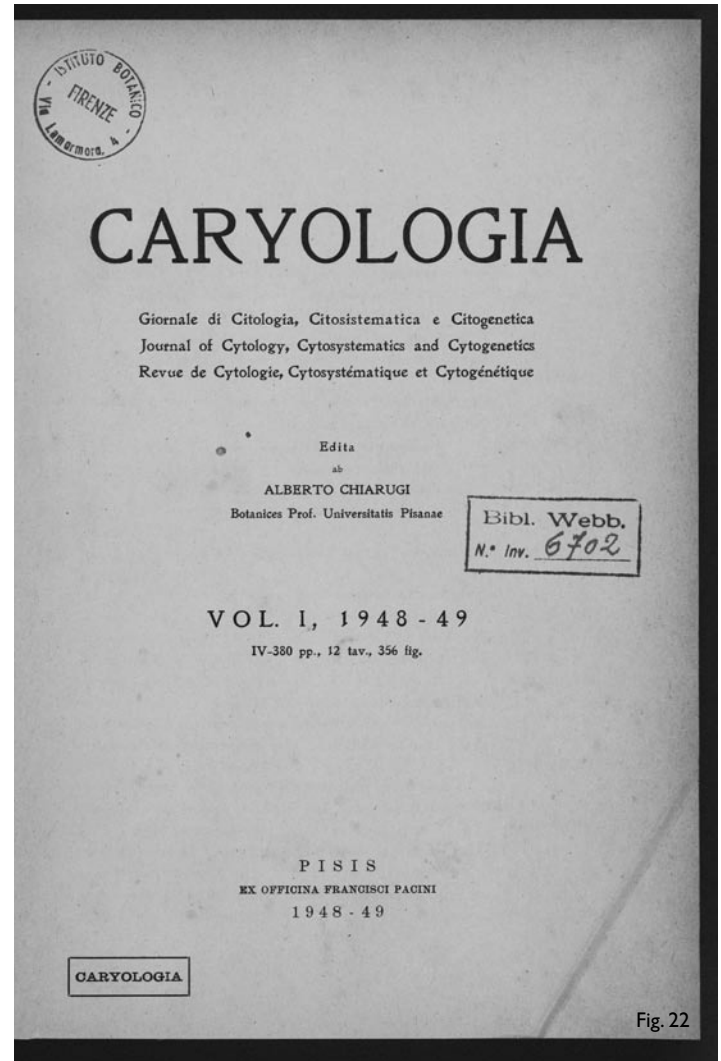 ISTITUTO BOTANICO
FIRENZE
Via Lamarmora. 4
CARYOLOGIA
Giornale di Citologia, Citosistematica e Citogenetica
Journal of Cytology, Cytosystematics and Cytogenetics
Revue de Cytologie, Cytosystématique et Cytogénétique
Edita
ab
ALBERTO CHIARUGI
Botanices Prof. Universitatis Pisanae
Bibl. Webb.
N.° Inv. 6702
VOL. I, 1948-49
IV-380 pp., 12 tav., 356 fig.
PISIS
EX OFFICINA FRANCISCI PACINI
1948-49
CARYOLOGIA
Fig. 22